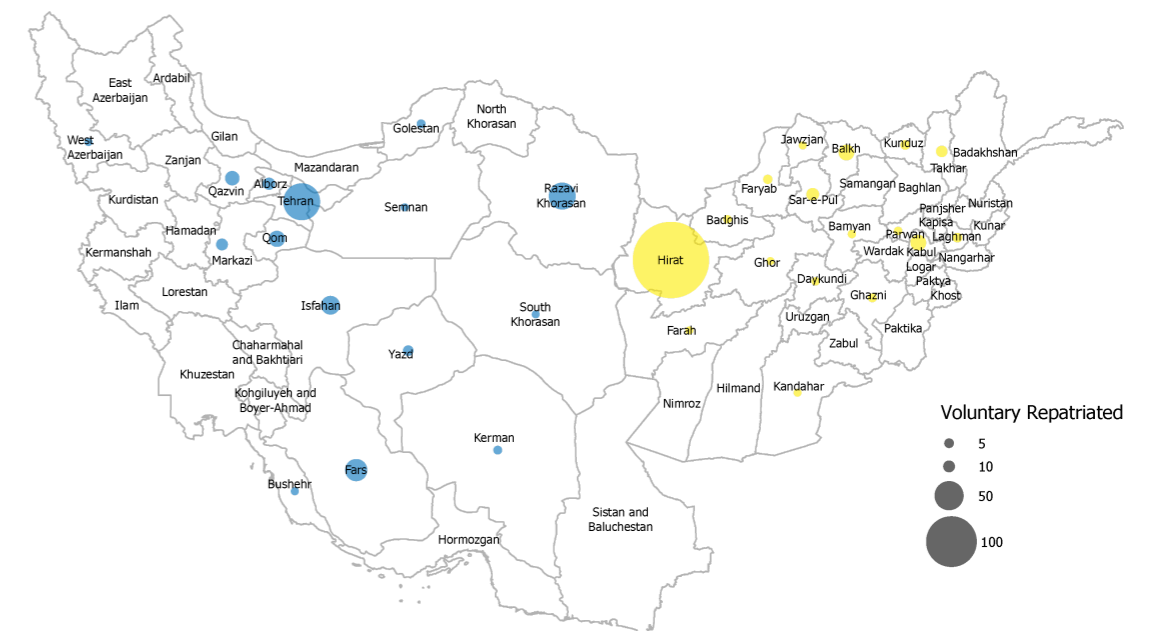 East
Azerbaijan
Ardabil
West
Azerbaijan
Gilan
Zanjan
Mazandaran
Golestan
North
Khorasan
Qazvin
Alborz
Tehran
Semnan
Razavi
Khorasan
Kurdistan
Hamadan
Qom
Markazi
Kermanshah
Lorestan
Ilam
Isfahan
South
Khorasan
Chaharmahal
and Bakhtiari
Khuzestan
Yazd
Kohgiluyeh and
Boyer-Ahmad
Kerman
Fars
Bushehr
Hormozgan
Sistan and
Baluchestan
Jawzjan
Balkh
Kunduz
Badakhshan
Takhar
Faryab
Sar-e-Pul
Samangan
Baghlan
Nuristan
Panjsher
Kapisa
Kunar
Badghis
Bamyan
Parwan
Laghman
Hirat
Ghor
Wardak
Kabul
Nangarhar
Logar
Daykundi
Paktya
Ghazni
Khost
Uruzgan
Farah
Paktika
Zabul
Nimroz
Hilmand
Kandahar
Voluntary Repatriated
5
10
50
100